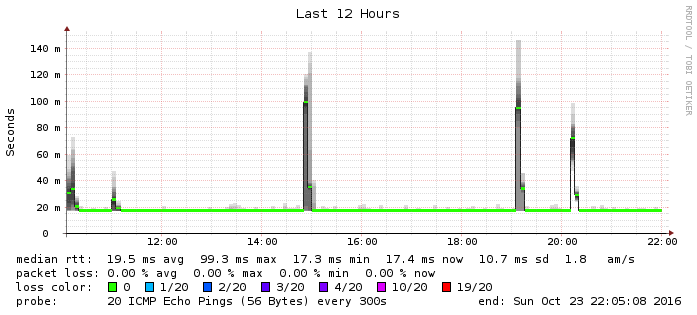 Last 12 Hours
RRDTOOL / TOBI OETIKER
Seconds
140 m
120 m
100 m
80 m
60 m
40 m
20 m
0
12:00 14:00 16:00 18:00 20:00 22:00
median rtt: 19.5 ms avg 99.3 ms max 17.3 ms min 17.4 ms now 10.7 ms sd 1.8 am/s
packet loss: 0.00 % avg 0.00 % max 0.00 % min 0.00 % now
loss color: 0 1/20 2/20 3/20 4/20 10/20 19/20
probe: 20 ICMP Echo Pings (56 Bytes) every 300s end: Sun Oct 23 22:05:08 2016